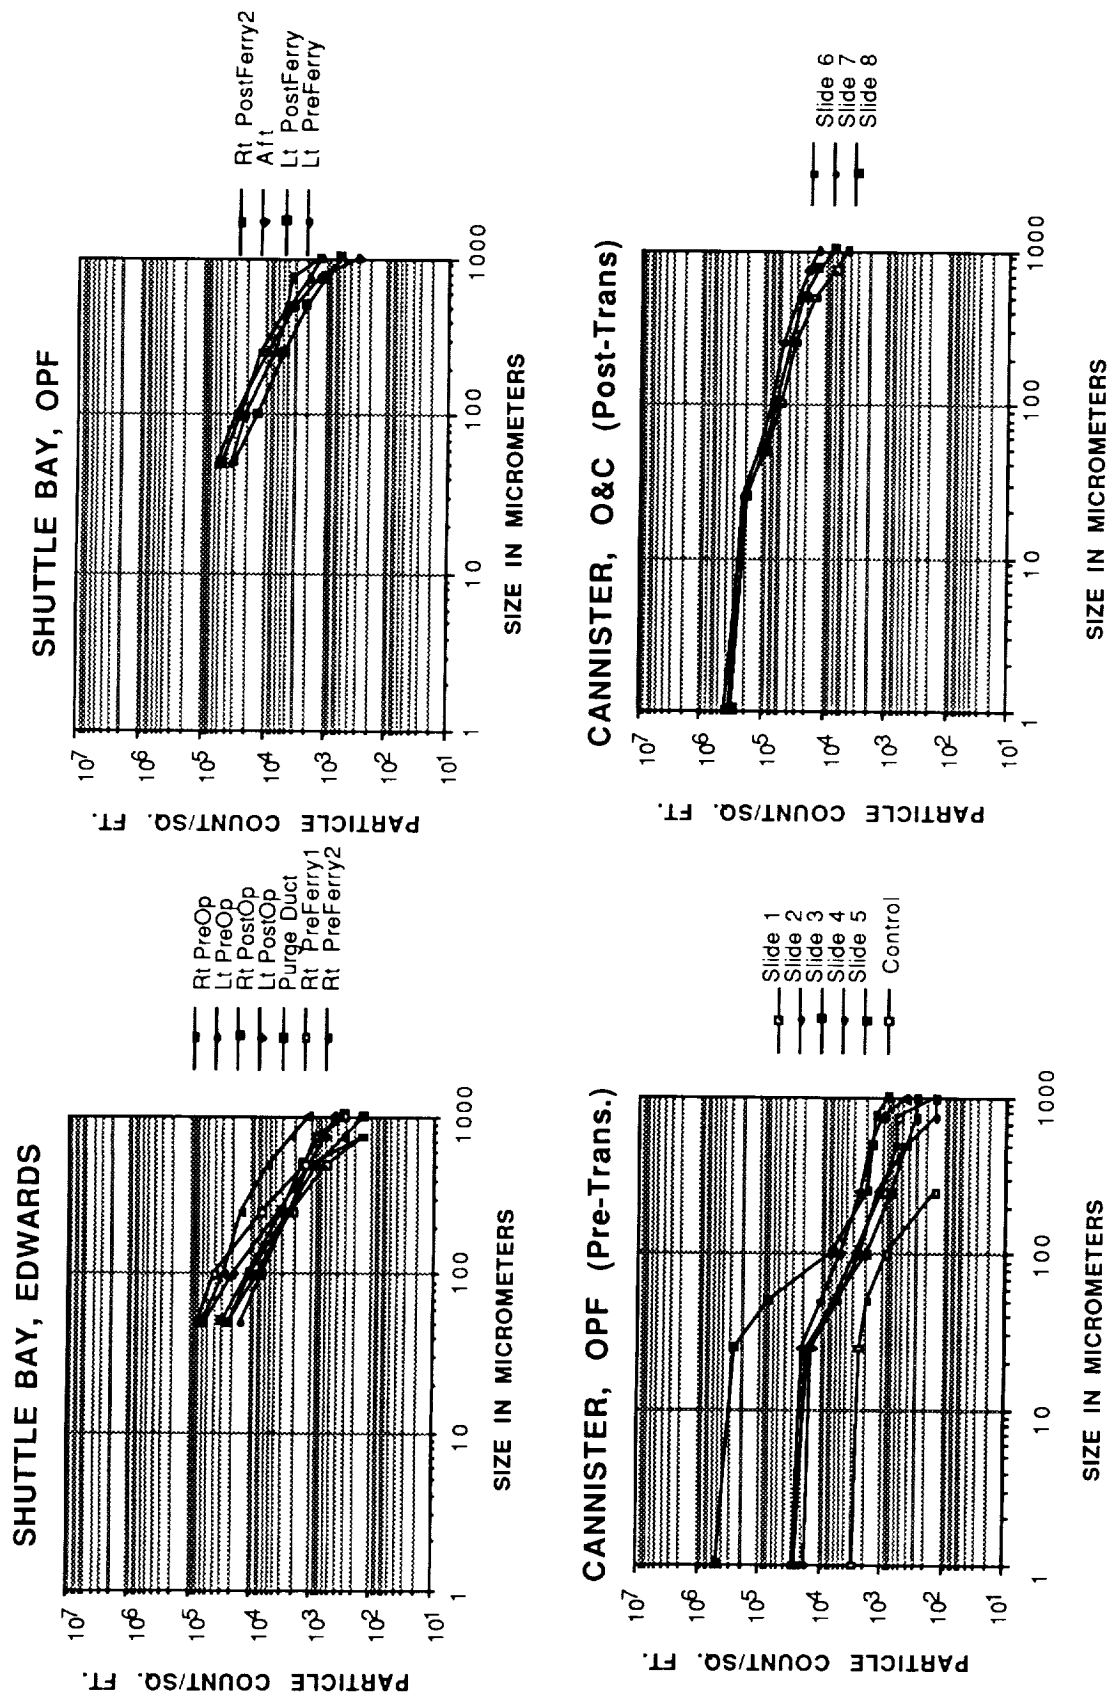 SHUTTLE BAY, EDWARDS
PARTICLE COUNT/SQ. FT.
10⁷
10⁶
10⁵
10⁴
10³
10²
10¹
1
10
100
1000
SIZE IN MICROMETERS
Rt PreOp
Lt PreOp
Rt PostOp
Lt PostOp
Purge Duct
Rt PreFerry1
Rt PreFerry2
SHUTTLE BAY, OPF
PARTICLE COUNT/SQ. FT.
10⁷
10⁶
10⁵
10⁴
10³
10²
10¹
1
10
100
1000
SIZE IN MICROMETERS
Rt PostFerry2
Aft
Lt PostFerry
Lt PreFerry
CANNISTER, OPF (Pre-Trans.)
PARTICLE COUNT/SQ. FT.
10⁷
10⁶
10⁵
10⁴
10³
10²
10¹
1
10
100
1000
SIZE IN MICROMETERS
Slide 1
Slide 2
Slide 3
Slide 4
Slide 5
Control
CANNISTER, O&C (Post-Trans)
PARTICLE COUNT/SQ. FT.
10⁷
10⁶
10⁵
10⁴
10³
10²
10¹
1
10
100
1000
SIZE IN MICROMETERS
Slide 6
Slide 7
Slide 8